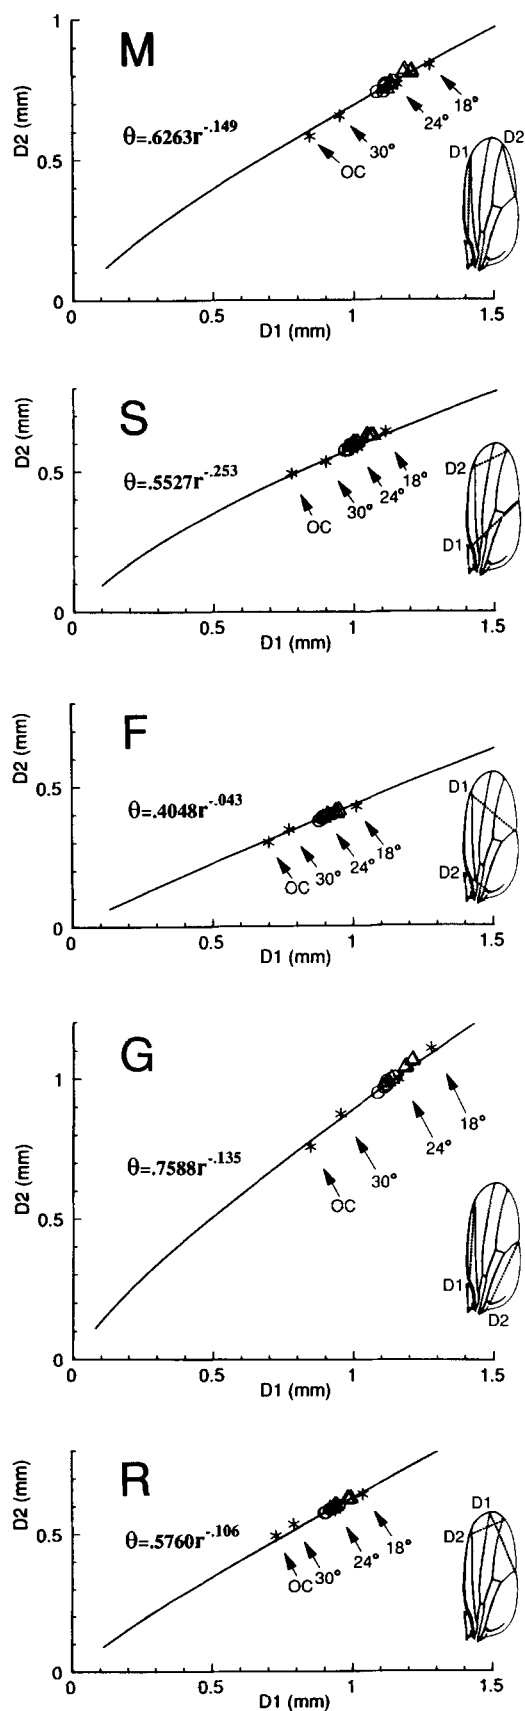 1
M
D1
D2
D2 (mm)
θ=.6263r^-.149
0.5
18°
24°
30°
OC
0
0
0.5
1
1.5
D1 (mm)
S
D2 (mm)
0.5
θ=.5527r^-.253
D2
18°
24°
30°
OC
D1
0
0
0.5
1
1.5
D1 (mm)
F
D2 (mm)
0.5
θ=.4048r^-.043
D1
18°
24°
30°
OC
D2
0
0
0.5
1
1.5
D1 (mm)
G
1
D2 (mm)
θ=.7588r^-.135
18°
24°
30°
OC
0.5
D1
D2
0
0
0.5
1
1.5
D1 (mm)
R
D1
D2
D2 (mm)
0.5
θ=.5760r^-.106
18°
24°
30°
OC
0
0
0.5
1
1.5
D1 (mm)